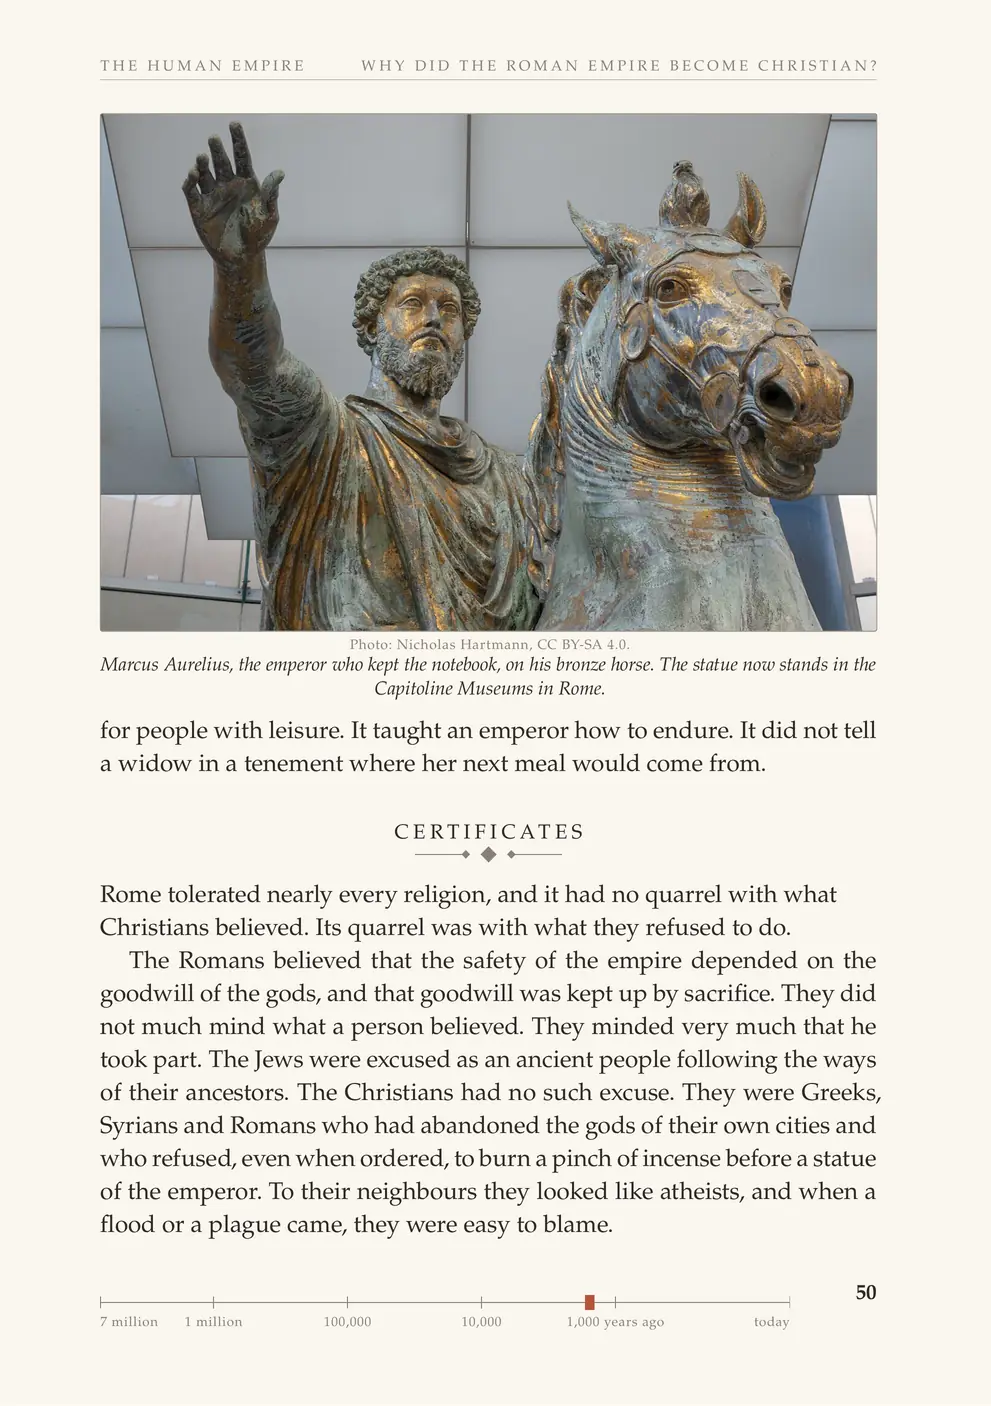 THE HUMAN EMPIRE
WHY DID THE ROMAN EMPIRE BECOME CHRISTIAN?
Photo: Nicholas Hartmann, CC BY-SA 4.0.
Marcus Aurelius, the emperor who kept the notebook, on his bronze horse. The statue now stands in the
Capitoline Museums in Rome.
for people with leisure. It taught an emperor how to endure. It did not tell
a widow in a tenement where her next meal would come from.
CERTIFICATES
Rome tolerated nearly every religion, and it had no quarrel with what
Christians believed. Its quarrel was with what they refused to do.
The Romans believed that the safety of the empire depended on the
goodwill of the gods, and that goodwill was kept up by sacrifice. They did
not much mind what a person believed. They minded very much that he
took part. The Jews were excused as an ancient people following the ways
of their ancestors. The Christians had no such excuse. They were Greeks,
Syrians and Romans who had abandoned the gods of their own cities and
who refused, even when ordered, to burn a pinch of incense before a statue
of the emperor. To their neighbours they looked like atheists, and when a
flood or a plague came, they were easy to blame.
50
7 million 1 million 100,000 10,000 1,000 years ago today